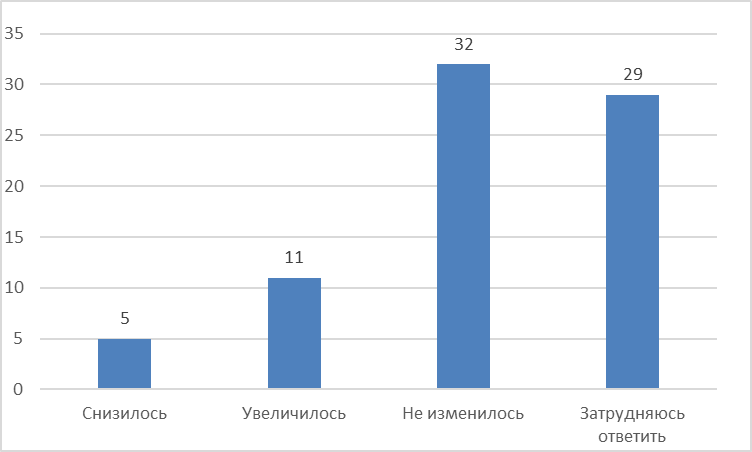 35
30
25
20
15
10
5
0
5
11
32
29
Снизилось
Увеличилось
Не изменилось
Затрудняюсь
ответить